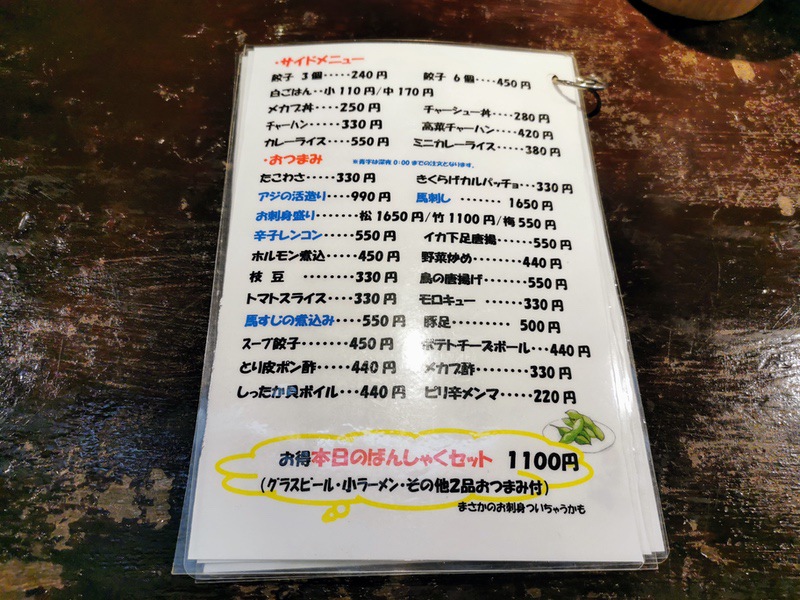 ・サイドメニュー
餃子 3個・・・・・240円 餃子 6個・・・・450円
白ごはん・・小110円/中170円
メカブ丼・・・・250円 チャーシュー丼・・・・280円
チャーハン・・・・・330円 高菜チャーハン・・・・・420円
カレーライス・・・・550円 ミニカレーライス・・・・・380円
・おつまみ ※青字は深夜0:00までの注文となります。
たこわさ・・・・・330円 きくらげカルパッチョ・・・330円
アジの活造り・・・・990円 馬刺し ・・・・・・・ 1650円
お刺身盛り・・・・・・・松1650円/竹1100円/梅550円
辛子レンコン・・・・・550円 イカ下足唐揚・・・・・・550円
ホルモン煮込・・・・・450円 野菜炒め・・・・・・・・440円
枝 豆 ・・・・・・・330円 鳥の唐揚げ・・・・・・・550円
トマトスライス・・・・330円 モロキュー ・・・・・・330円
馬すじの煮込み・・・・550円 豚足・・・・・・・・・ 500円
スープ餃子・・・・・・・450円 ポテトチーズボール・・・440円
とり皮ポン酢・・・・・440円 メカブ酢・・・・・・・・330円
しったか貝ボイル・・・440円 ピリ辛メンマ・・・・・220円
お得本日のばんしゃくセット 1100円
(グラスビール・小ラーメン・その他2品おつまみ付)
まさかのお刺身ついちゃうかも